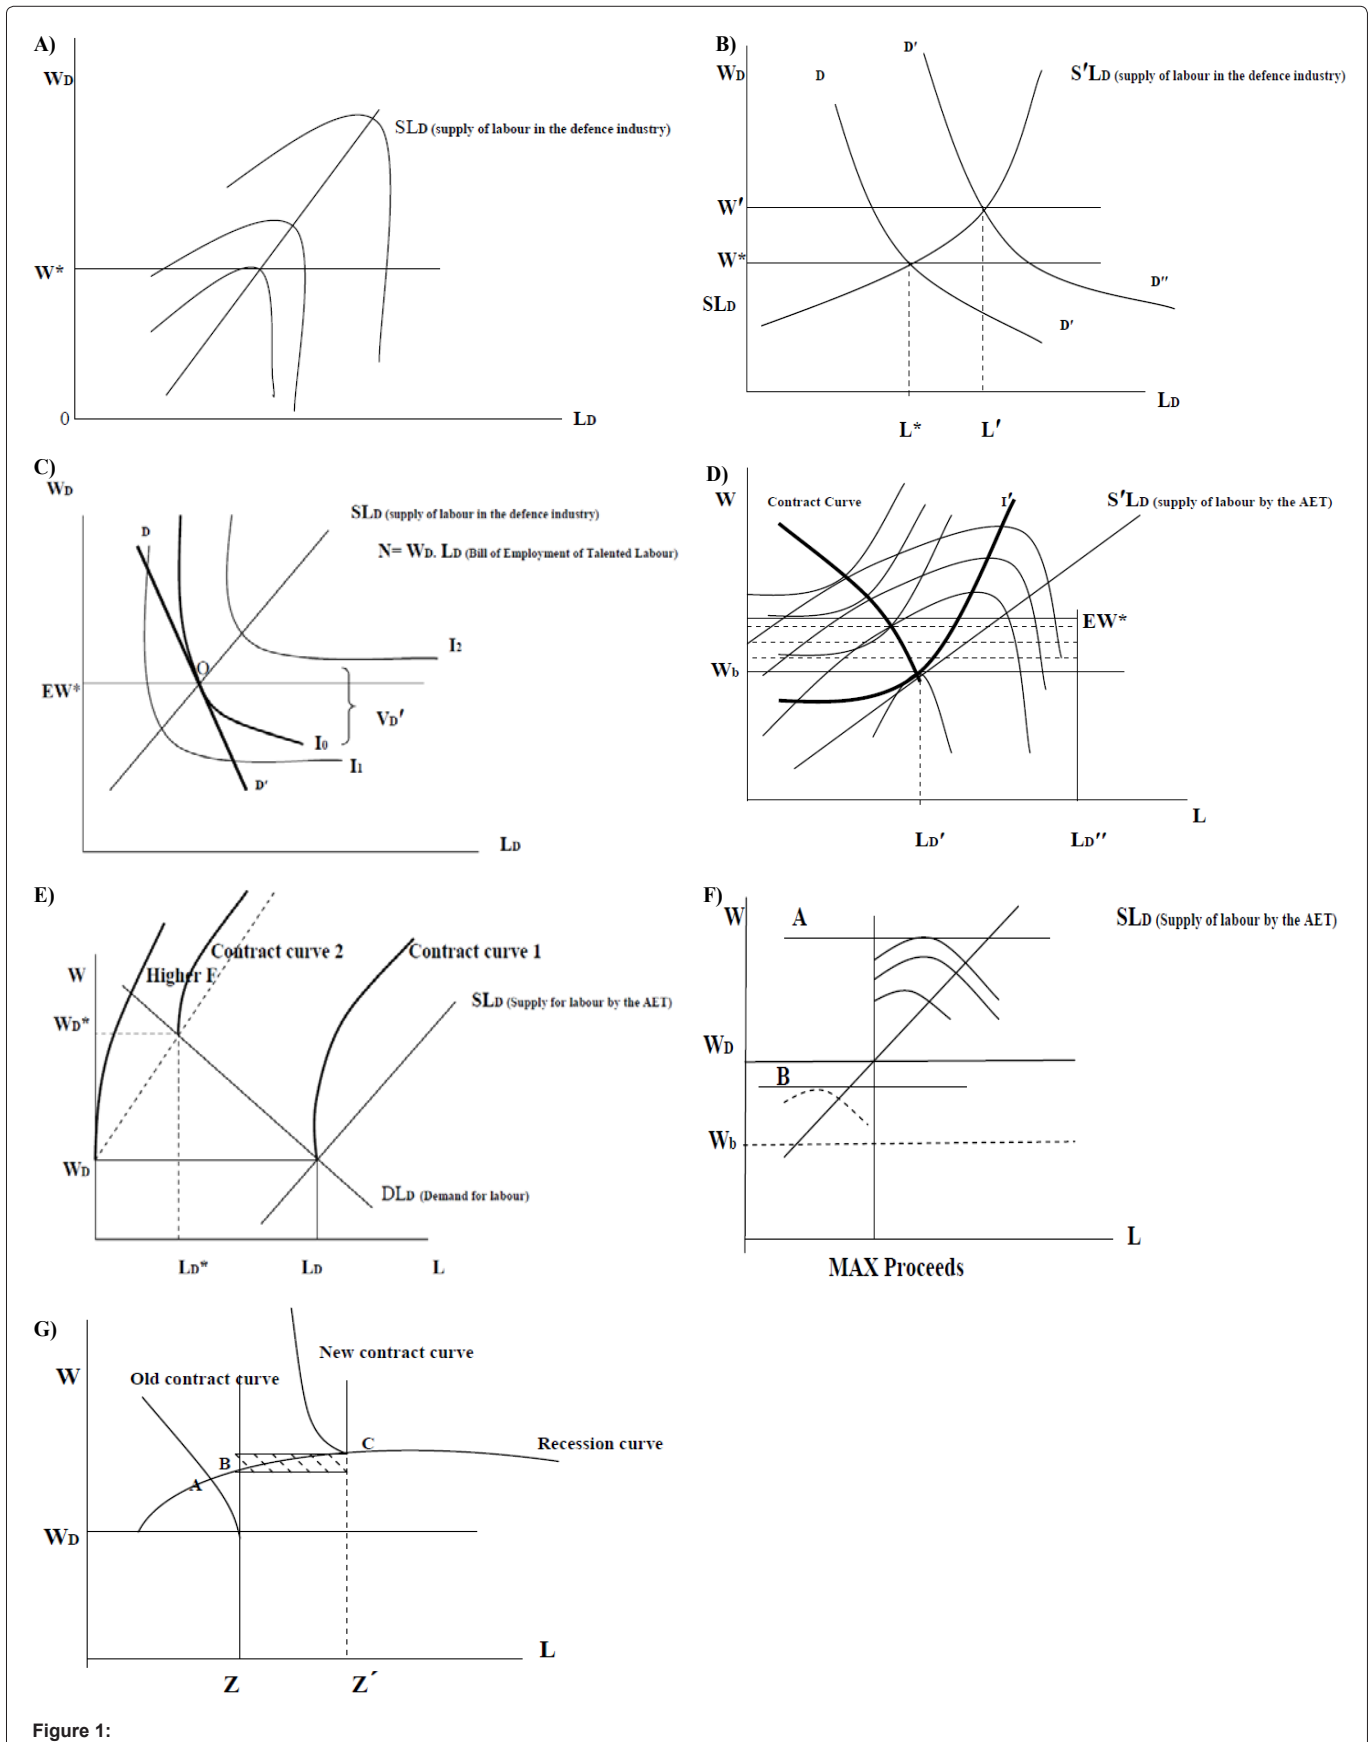 A)
WD
SLD (supply of labour in the defence industry)
W*
0
LD
B)
WD
D
D'
S'LD (supply of labour in the defence industry)
W'
W*
SLD
D''
D'
LD
L*
L'
C)
WD
D
SLD (supply of labour in the defence industry)
N= WD. LD (Bill of Employment of Talented Labour)
I2
O
EW*
VD'
I0
I1
D'
LD
D)
W
Contract Curve
I'
S'LD (supply of labour by the AET)
EW*
Wb
L
LD'
LD''
E)
Contract curve 2
Contract curve 1
W
Higher F
SLD (Supply for labour by the AET)
WD*
WD
DLD (Demand for labour)
LD*
LD
L
F)
W
A
SLD (Supply of labour by the AET)
WD
B
Wb
L
MAX Proceeds
G)
New contract curve
W
Old contract curve
C
Recession curve
B
A
WD
L
Z
Z´
Figure 1: